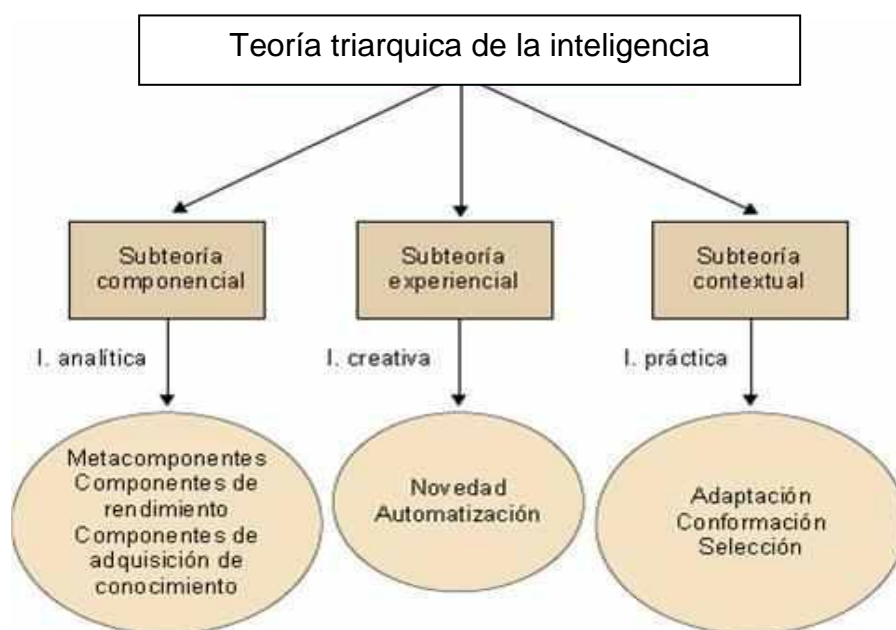 Teoría triarquica de la inteligencia
Subteoría
componencial
Subteoría
experiencial
Subteoría
contextual
I. analítica
I. creativa
I. práctica
Metacomponentes
Componentes de
rendimiento
Componentes de
adquisición de
conocimiento
Novedad
Automatización
Adaptación
Conformación
Selección